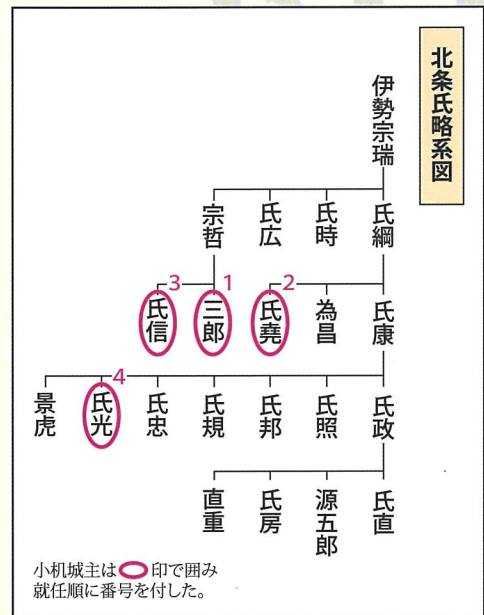 北条氏略系図
伊勢宗瑞
氏綱
氏時
氏広
宗哲
氏康
為昌
2
氏堯
1
三郎
3
氏信
氏政
氏照
氏邦
氏規
氏忠
4
氏光
景虎
氏直
源五郎
氏房
直重
小机城主は印で囲み
就任順に番号を付した。